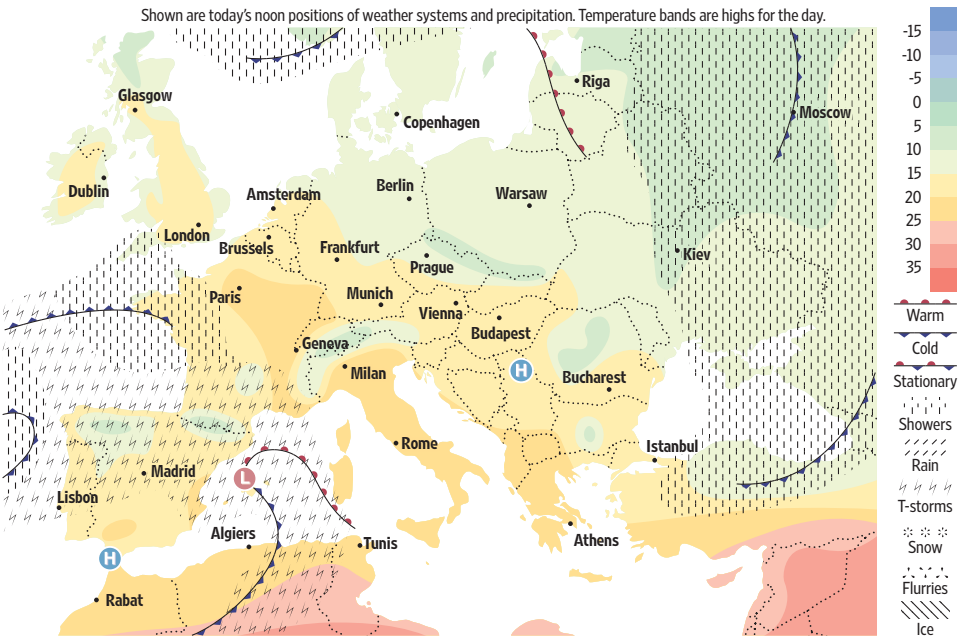 Shown are today's noon positions of weather systems and precipitation. Temperature bands are highs for the day.
Glasgow
Dublin
London
Copenhagen
Riga
Moscow
Amsterdam
Berlin
Warsaw
Brussels
Frankfurt
Prague
Kiev
Paris
Munich
Vienna
Budapest
Geneva
Milan
H
Bucharest
Rome
Istanbul
Madrid
L
Lisbon
Algiers
Tunis
Athens
H
Rabat
-15
-10
-5
0
5
10
15
20
25
30
35
Warm
Cold
Stationary
Showers
Rain
T-storms
Snow
Flurries
Ice